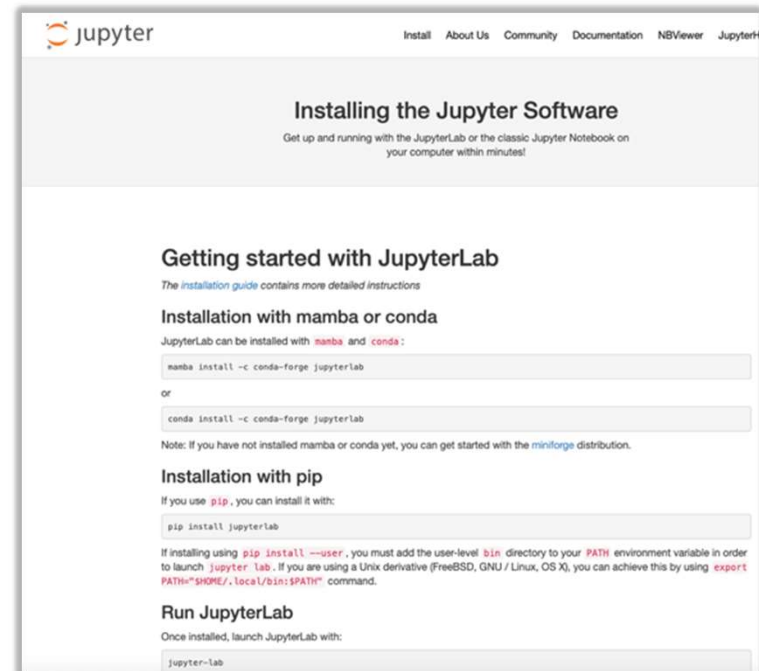 jupyter
Install About Us Community Documentation NBViewer JupyterH
Installing the Jupyter Software
Get up and running with the JupyterLab or the classic Jupyter Notebook on
your computer within minutes!
Getting started with JupyterLab
The installation guide contains more detailed instructions
Installation with mamba or conda
JupyterLab can be installed with mamba and conda:
mamba install -c conda-forge jupyterlab
or
conda install -c conda-forge jupyterlab
Note: If you have not installed mamba or conda yet, you can get started with the miniforge distribution.
Installation with pip
If you use pip, you can install it with:
pip install jupyterlab
If installing using pip install --user, you must add the user-level bin directory to your PATH environment variable in order
to launch jupyter lab. If you are using a Unix derivative (FreeBSD, GNU / Linux, OS X), you can achieve this by using export
PATH="$HOME/.local/bin:$PATH" command.
Run JupyterLab
Once installed, launch JupyterLab with:
jupyter-lab